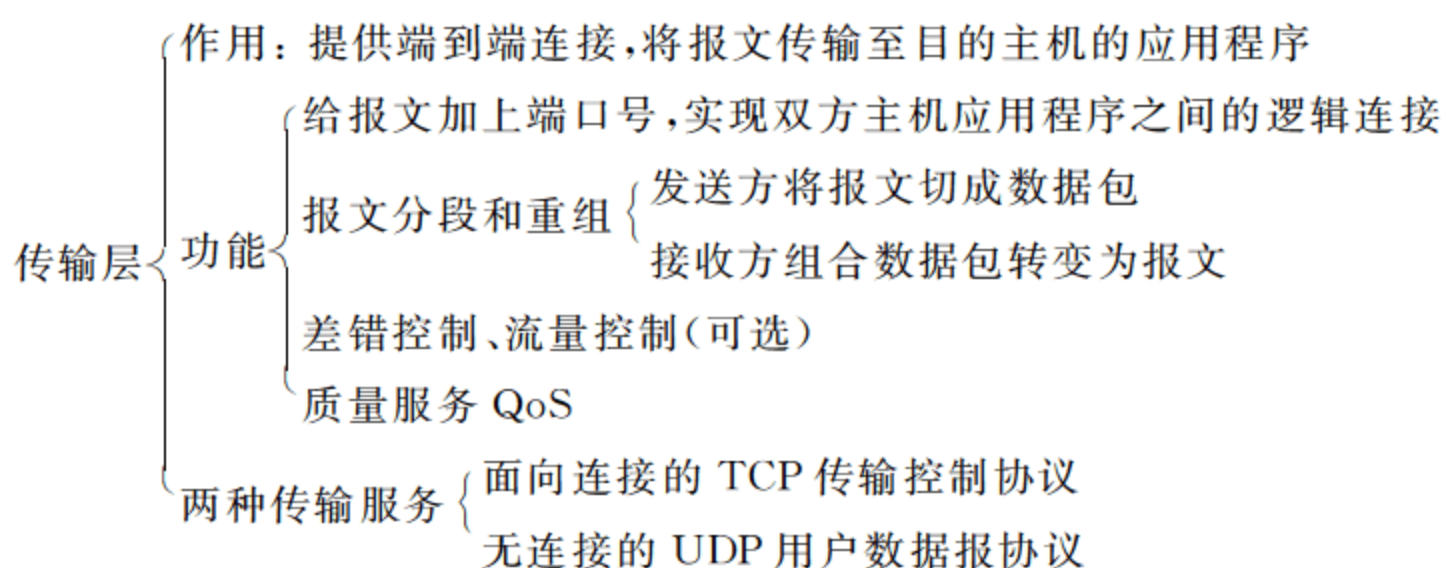 作用：提供端到端连接,将报文传输至目的主机的应用程序
给报文加上端口号,实现双方主机应用程序之间的逻辑连接
发送方将报文切成数据包
报文分段和重组
传输层
功能
接收方组合数据包转变为报文
差错控制、流量控制(可选)
质量服务 QoS
面向连接的 TCP 传输控制协议
两种传输服务
无连接的 UDP 用户数据报协议